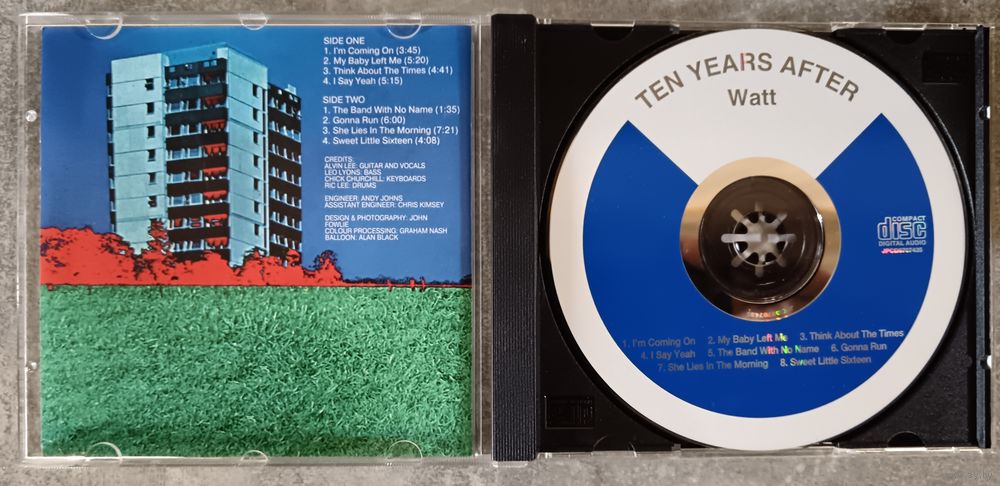 SIDE ONE
1. I'm Coming On (3:45)
2. My Baby Left Me (5:20)
3. Think About The Times (4:41)
4. I Say Yeah (5:15)
SIDE TWO
1. The Band With No Name (1:35)
2. Gonna Run (6:00)
3. She Lies In The Morning (7:21)
4. Sweet Little Sixteen (4:08)
CREDITS:
ALVIN LEE: GUITAR AND VOCALS
LEO LYONS: BASS
CHICK CHURCHILL: KEYBOARDS
RIC LEE: DRUMS
ENGINEER: ANDY JOHNS
ASSISTANT ENGINEER: CHRIS KIMSEY
DESIGN & PHOTOGRAPHY: JOHN
FOWLIE
COLOUR PROCESSING: GRAHAM NASH
BALLOON: ALAN BLACK
TEN YEARS AFTER
Watt
COMPACT
disc
DIGITAL AUDIO
1. I'm Coming On 2. My Baby Left Me 3. Think About The Times
4. I Say Yeah 5. The Band With No Name 6. Gonna Run
7. She Lies In The Morning 8. Sweet Little Sixteen